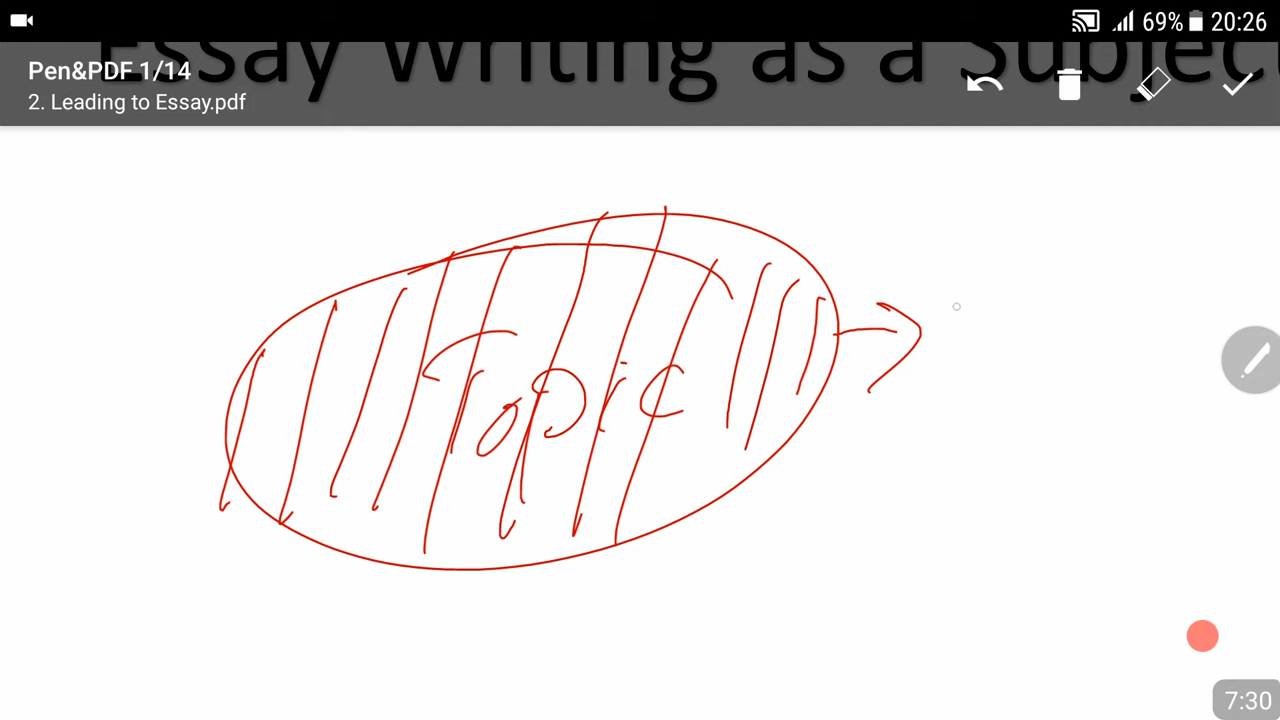 69% 20:26
Essay Writing as a Subject
Pen&PDF 1/14
2. Leading to Essay.pdf
Topic
7:30